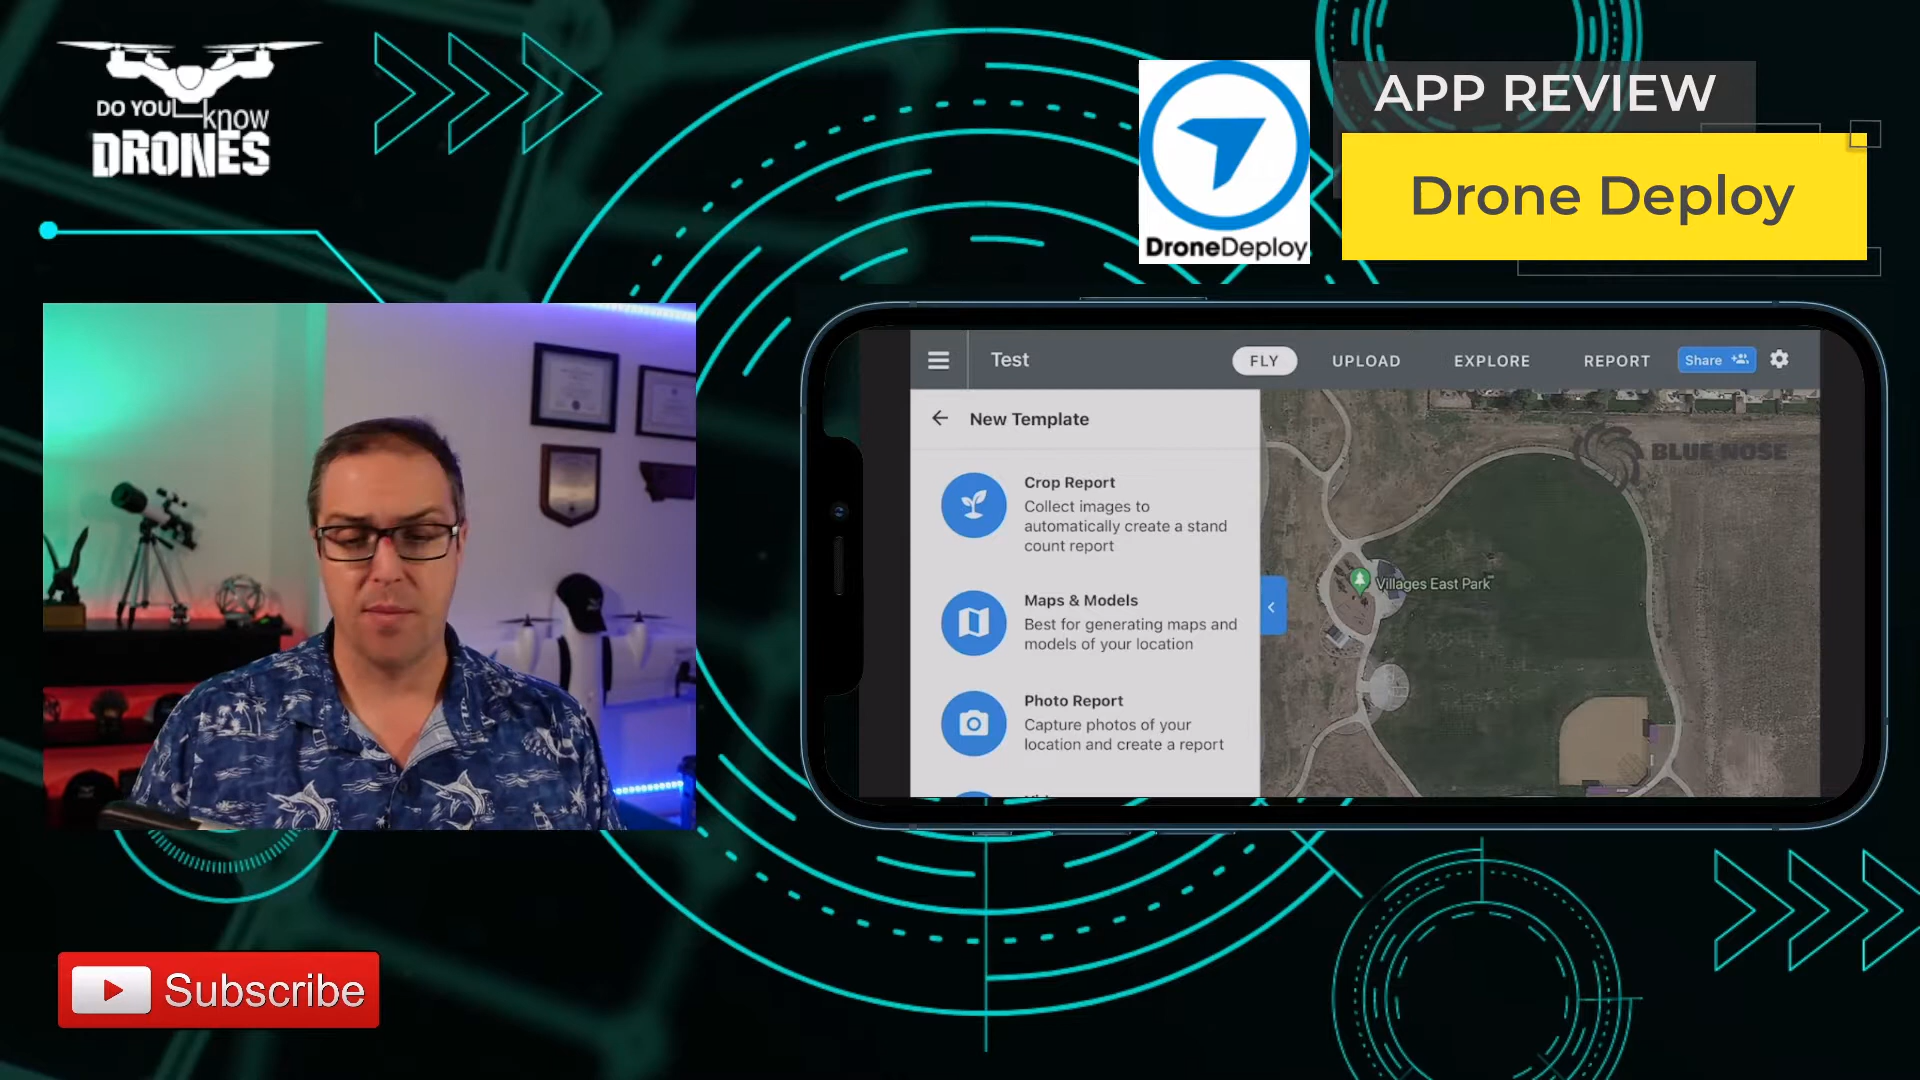 DO YOU know
DRONES
APP REVIEW
Drone Deploy
DroneDeploy
Test
FLY
UPLOAD
EXPLORE
REPORT
Share
New Template
Crop Report
Collect images to
automatically create a stand
count report
Maps & Models
Best for generating maps and
models of your location
Photo Report
Capture photos of your
location and create a report
BLUE NOSE
Villages East Park
Subscribe